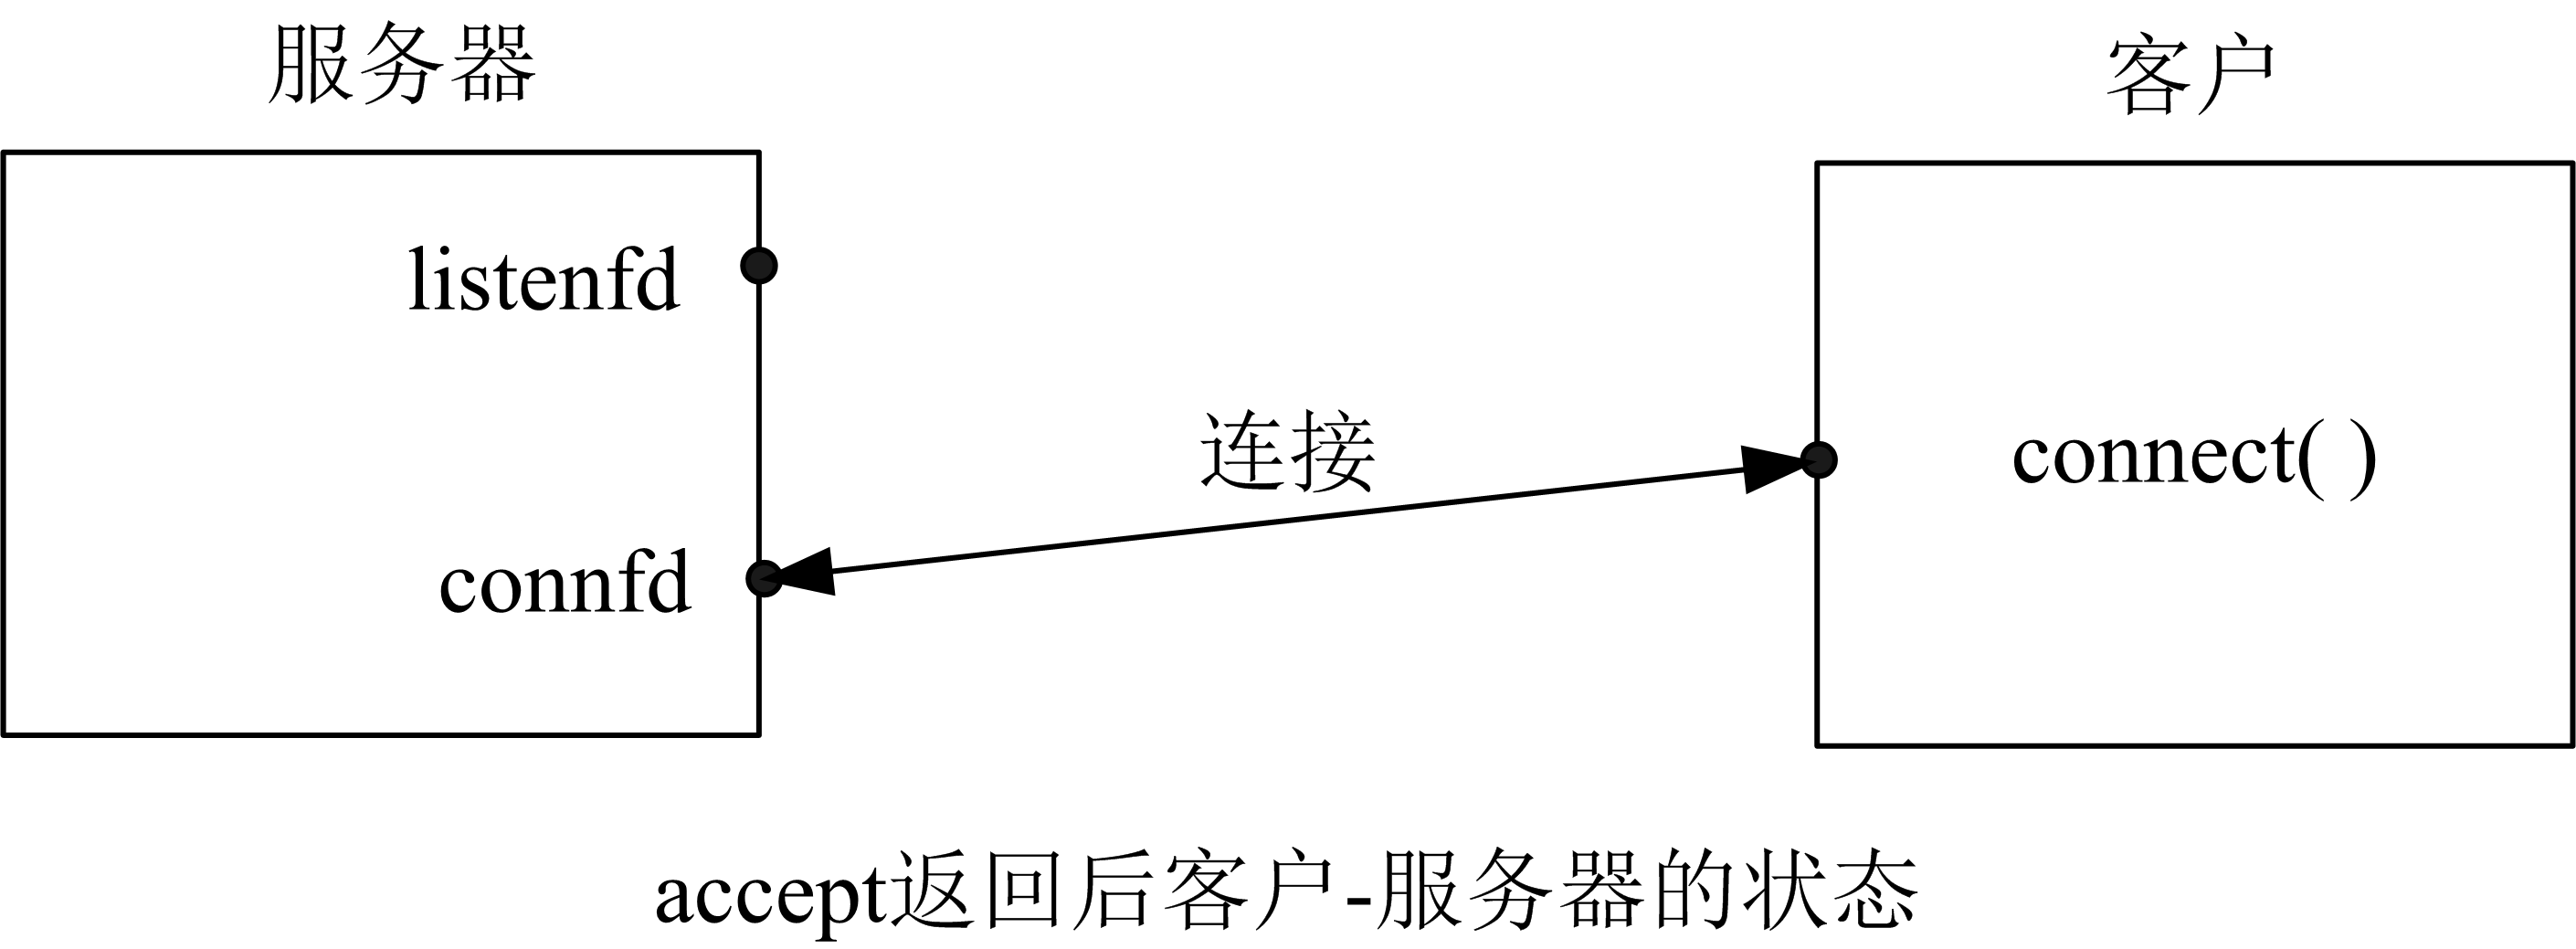 服务器
客户
listenfd
连接
connect( )
connfd
accept返回后客户-服务器的状态